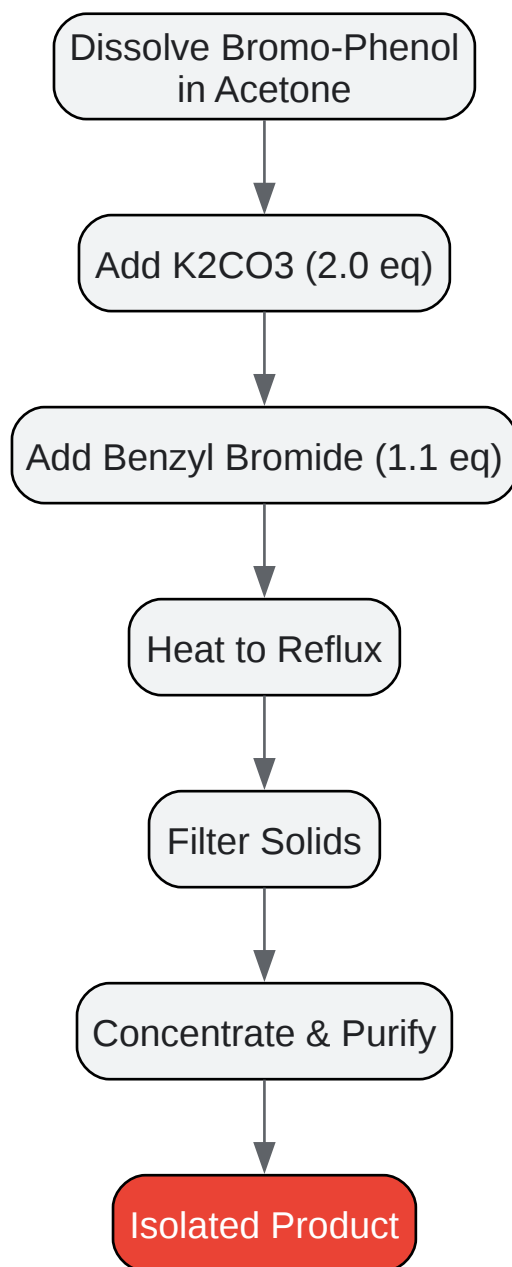 Dissolve Bromo-Phenol
in Acetone
Add K2CO3 (2.0 eq)
Add Benzyl Bromide (1.1 eq)
Heat to Reflux
Filter Solids
Concentrate & Purify
Isolated Product